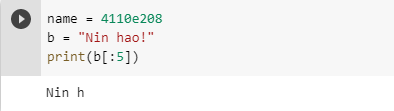 name = 4110e208
b = "Nin hao!"
print(b[:5])
Nin h